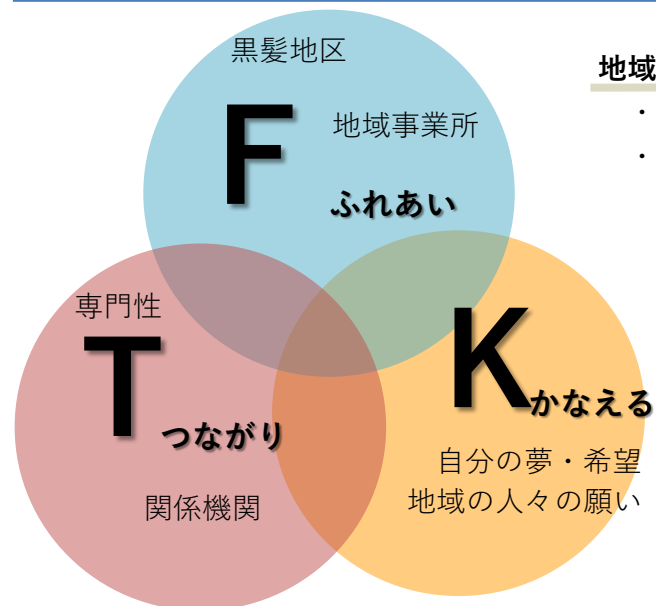 黒髪地区
地域
F
地域事業所
・
・
ふれあい
専門性
T
つながり
K
かなえる
自分の夢・希望
地域の人々の願い
関係機関